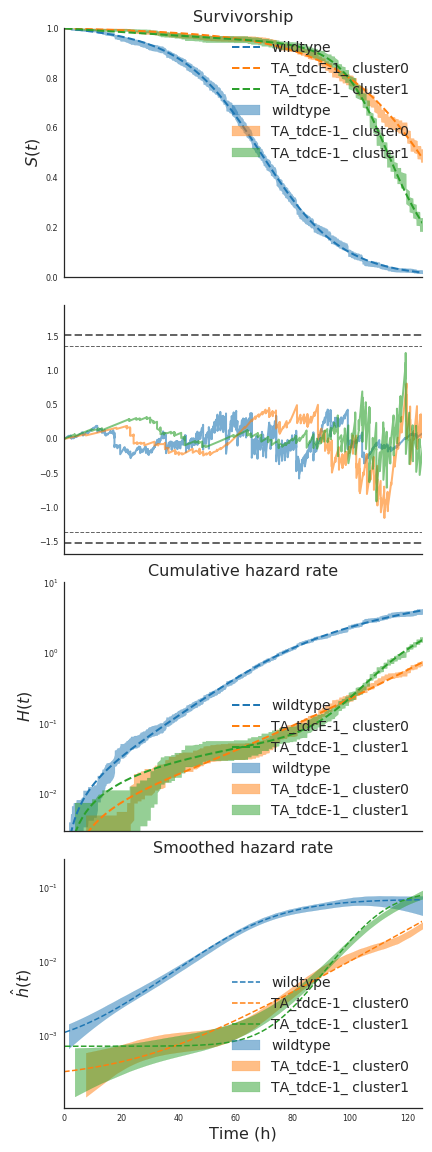 Survivorship
1.0
0.8
0.6
0.4
0.2
0.0
S(t)
wildtype
TA_tdcE-1_ cluster0
TA_tdcE-1_ cluster1
wildtype
TA_tdcE-1_ cluster0
TA_tdcE-1_ cluster1
1.5
1.0
0.5
0.0
−0.5
−1.0
−1.5
Cumulative hazard rate
10¹
10⁰
10⁻¹
10⁻²
H(t)
wildtype
TA_tdcE-1_ cluster0
TA_tdcE-1_ cluster1
wildtype
TA_tdcE-1_ cluster0
TA_tdcE-1_ cluster1
Smoothed hazard rate
10⁻¹
10⁻²
10⁻³
ĥ(t)
wildtype
TA_tdcE-1_ cluster0
TA_tdcE-1_ cluster1
wildtype
TA_tdcE-1_ cluster0
TA_tdcE-1_ cluster1
0 20 40 60 80 100 120
Time (h)